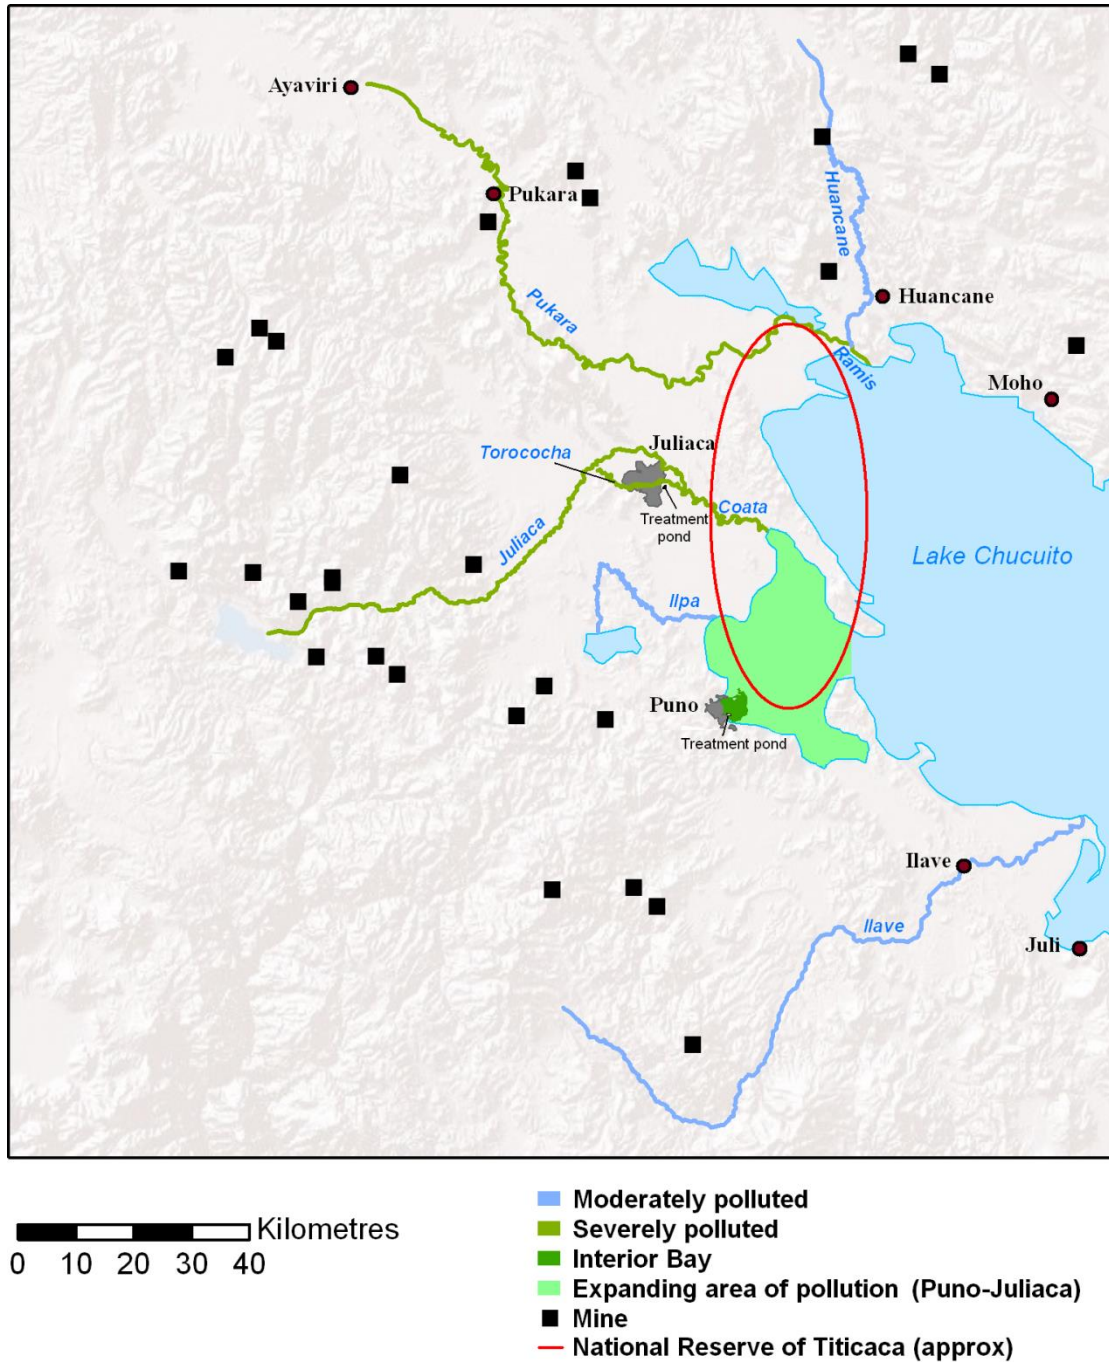 Ayaviri
Pukara
Huancane
Huancane
Pukara
Ramis
Moho
Juliaca
Torococha
Treatment
pond
Coata
Juliaca
Lake Chucuito
Ilpa
Puno
Treatment pond
Ilave
Ilave
Juli
Kilometres
0 10 20 30 40
Moderately polluted
Severely polluted
Interior Bay
Expanding area of pollution (Puno-Juliaca)
Mine
National Reserve of Titicaca (approx)